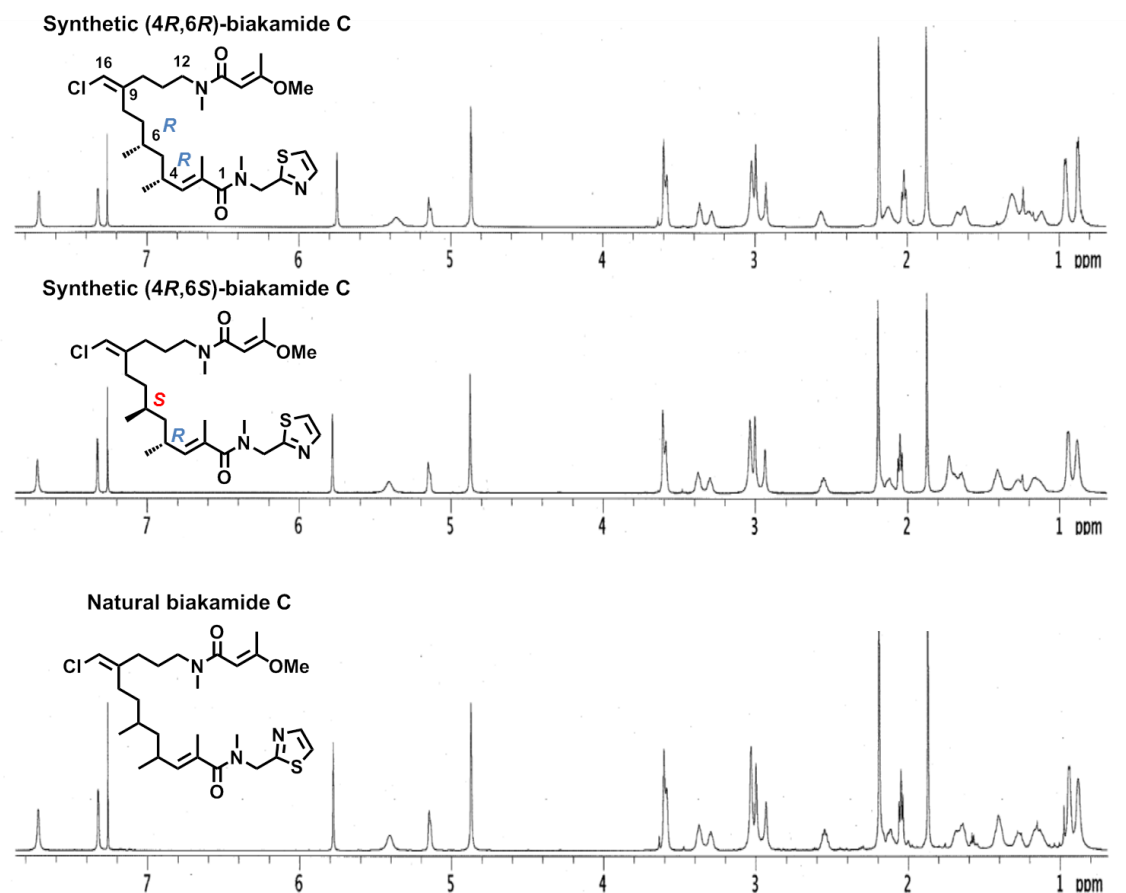 Synthetic (4R,6R)-biakamide C
16
12
O
Cl
9
N
OMe
6
R
R
4
1
N
S
N
O
7 6 5 4 3 2 1 ppm
Synthetic (4R,6S)-biakamide C
O
Cl
N
OMe
S
R
N
S
N
O
7 6 5 4 3 2 1 ppm
Natural biakamide C
O
Cl
N
OMe
N
N
S
O
7 6 5 4 3 2 1 ppm